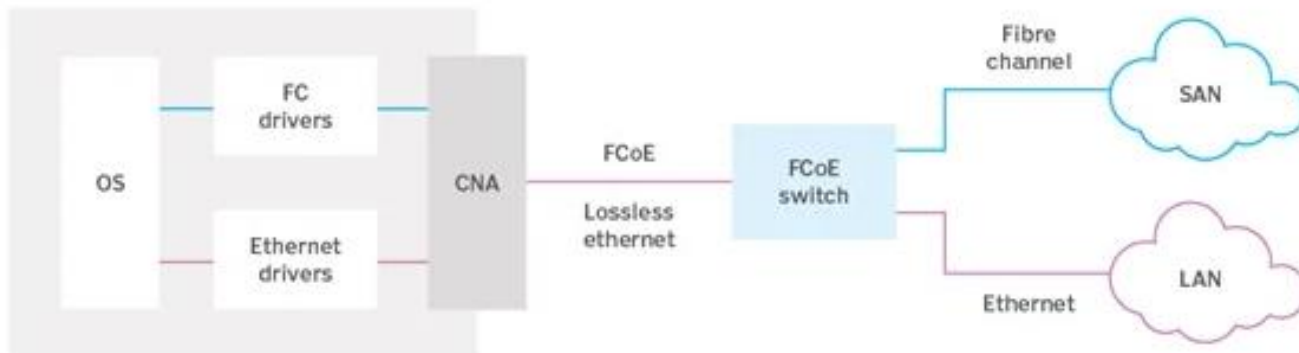 OS
FC
drivers
Ethernet
drivers
CNA
FCoE
Lossless
ethernet
FCoE
switch
Fibre
channel
SAN
Ethernet
LAN